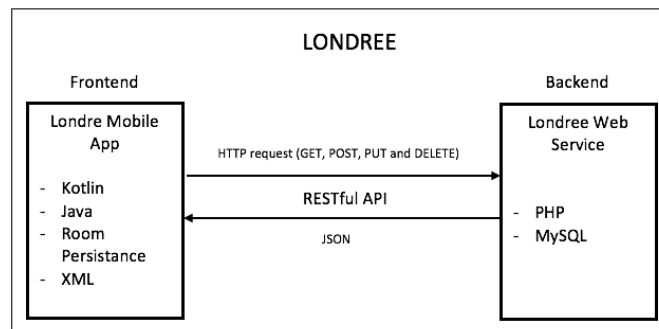 LONDREE
Frontend
Backend
Londre Mobile
App
- Kotlin
- Java
- Room
Persistance
- XML
HTTP request (GET, POST, PUT and DELETE)
RESTful API
JSON
Londree Web
Service
- PHP
- MySQL